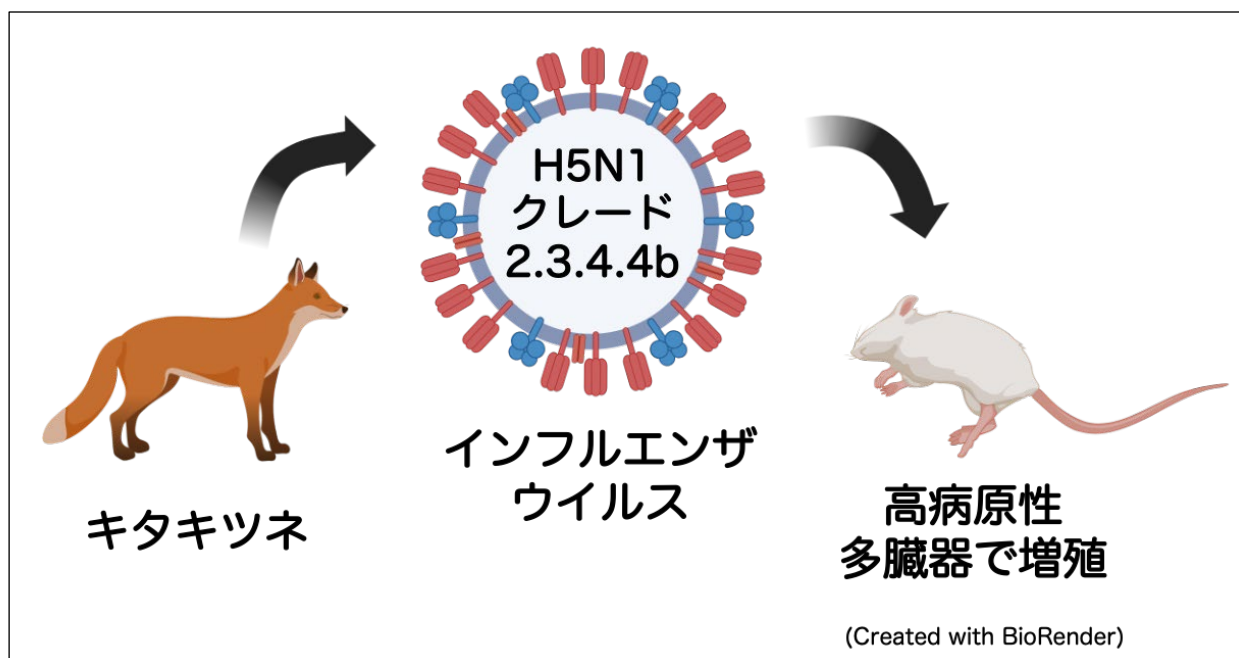 H5N1
クレード
2.3.4.4b
インフルエンザ
ウイルス
キタキツネ
高病原性
多臓器で増殖
(Created with BioRender)